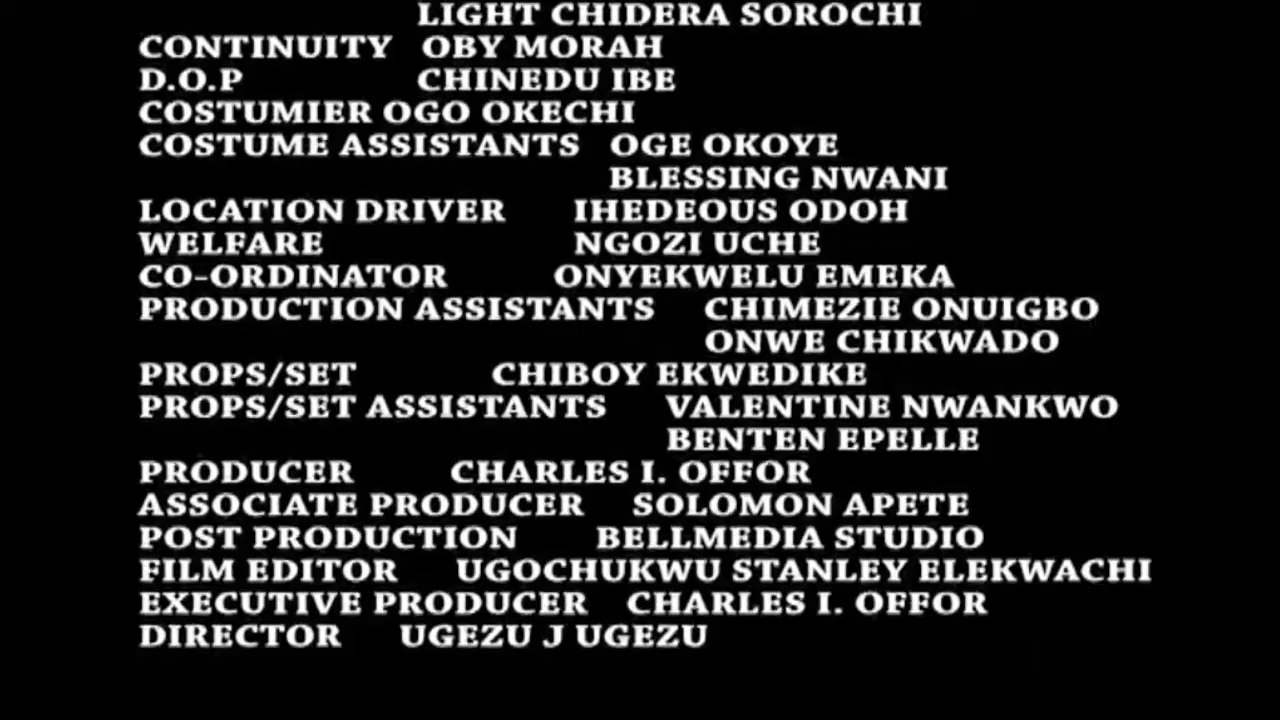 LIGHT CHIDERA SOROCHI
CONTINUITY OBY MORAH
D.O.P CHINEDU IBE
COSTUMIER OGO OKECHI
COSTUME ASSISTANTS OGE OKOYE
BLESSING NWANI
LOCATION DRIVER IHEDEOUS ODOH
WELFARE NGOZI UCHE
CO-ORDINATOR ONYEKWELU EMEKA
PRODUCTION ASSISTANTS CHIMEZIE ONUIGBO
ONWE CHIKWADO
PROPS/SET CHIBOY EKWEDIKE
PROPS/SET ASSISTANTS VALENTINE NWANKWO
BENTEN EPELLE
PRODUCER CHARLES I. OFFOR
ASSOCIATE PRODUCER SOLOMON APETE
POST PRODUCTION BELLMEDIA STUDIO
FILM EDITOR UGOCHUKWU STANLEY ELEKWACHI
EXECUTIVE PRODUCER CHARLES I. OFFOR
DIRECTOR UGEZU J UGEZU